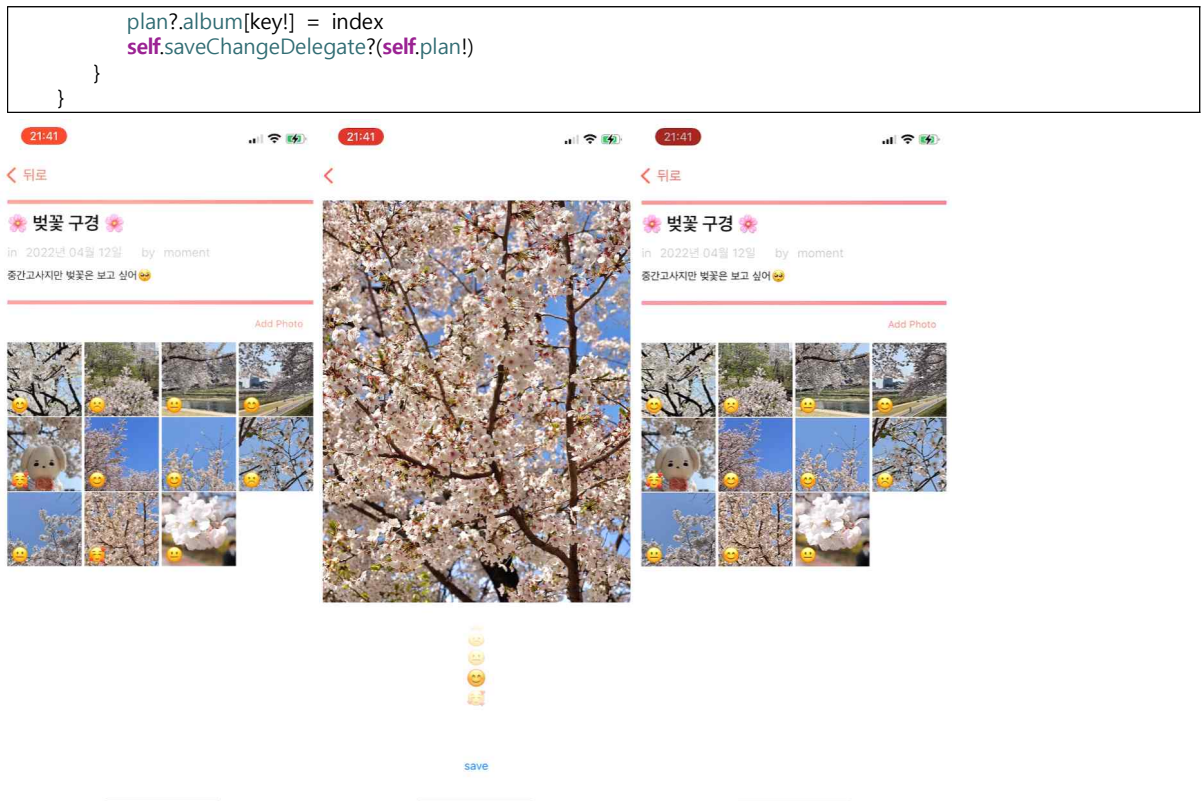 plan?.album[key!] = index
self.saveChangeDelegate?(self.plan!)
}
}
21:41
뒤로
🌸 벚꽃 구경 🌸
in 2022년 04월 12일 by moment
중간고사지만 벚꽃은 보고 싶어🥺
Add Photo
21:41
save
21:41
뒤로
🌸 벚꽃 구경 🌸
in 2022년 04월 12일 by moment
중간고사지만 벚꽃은 보고 싶어🥺
Add Photo